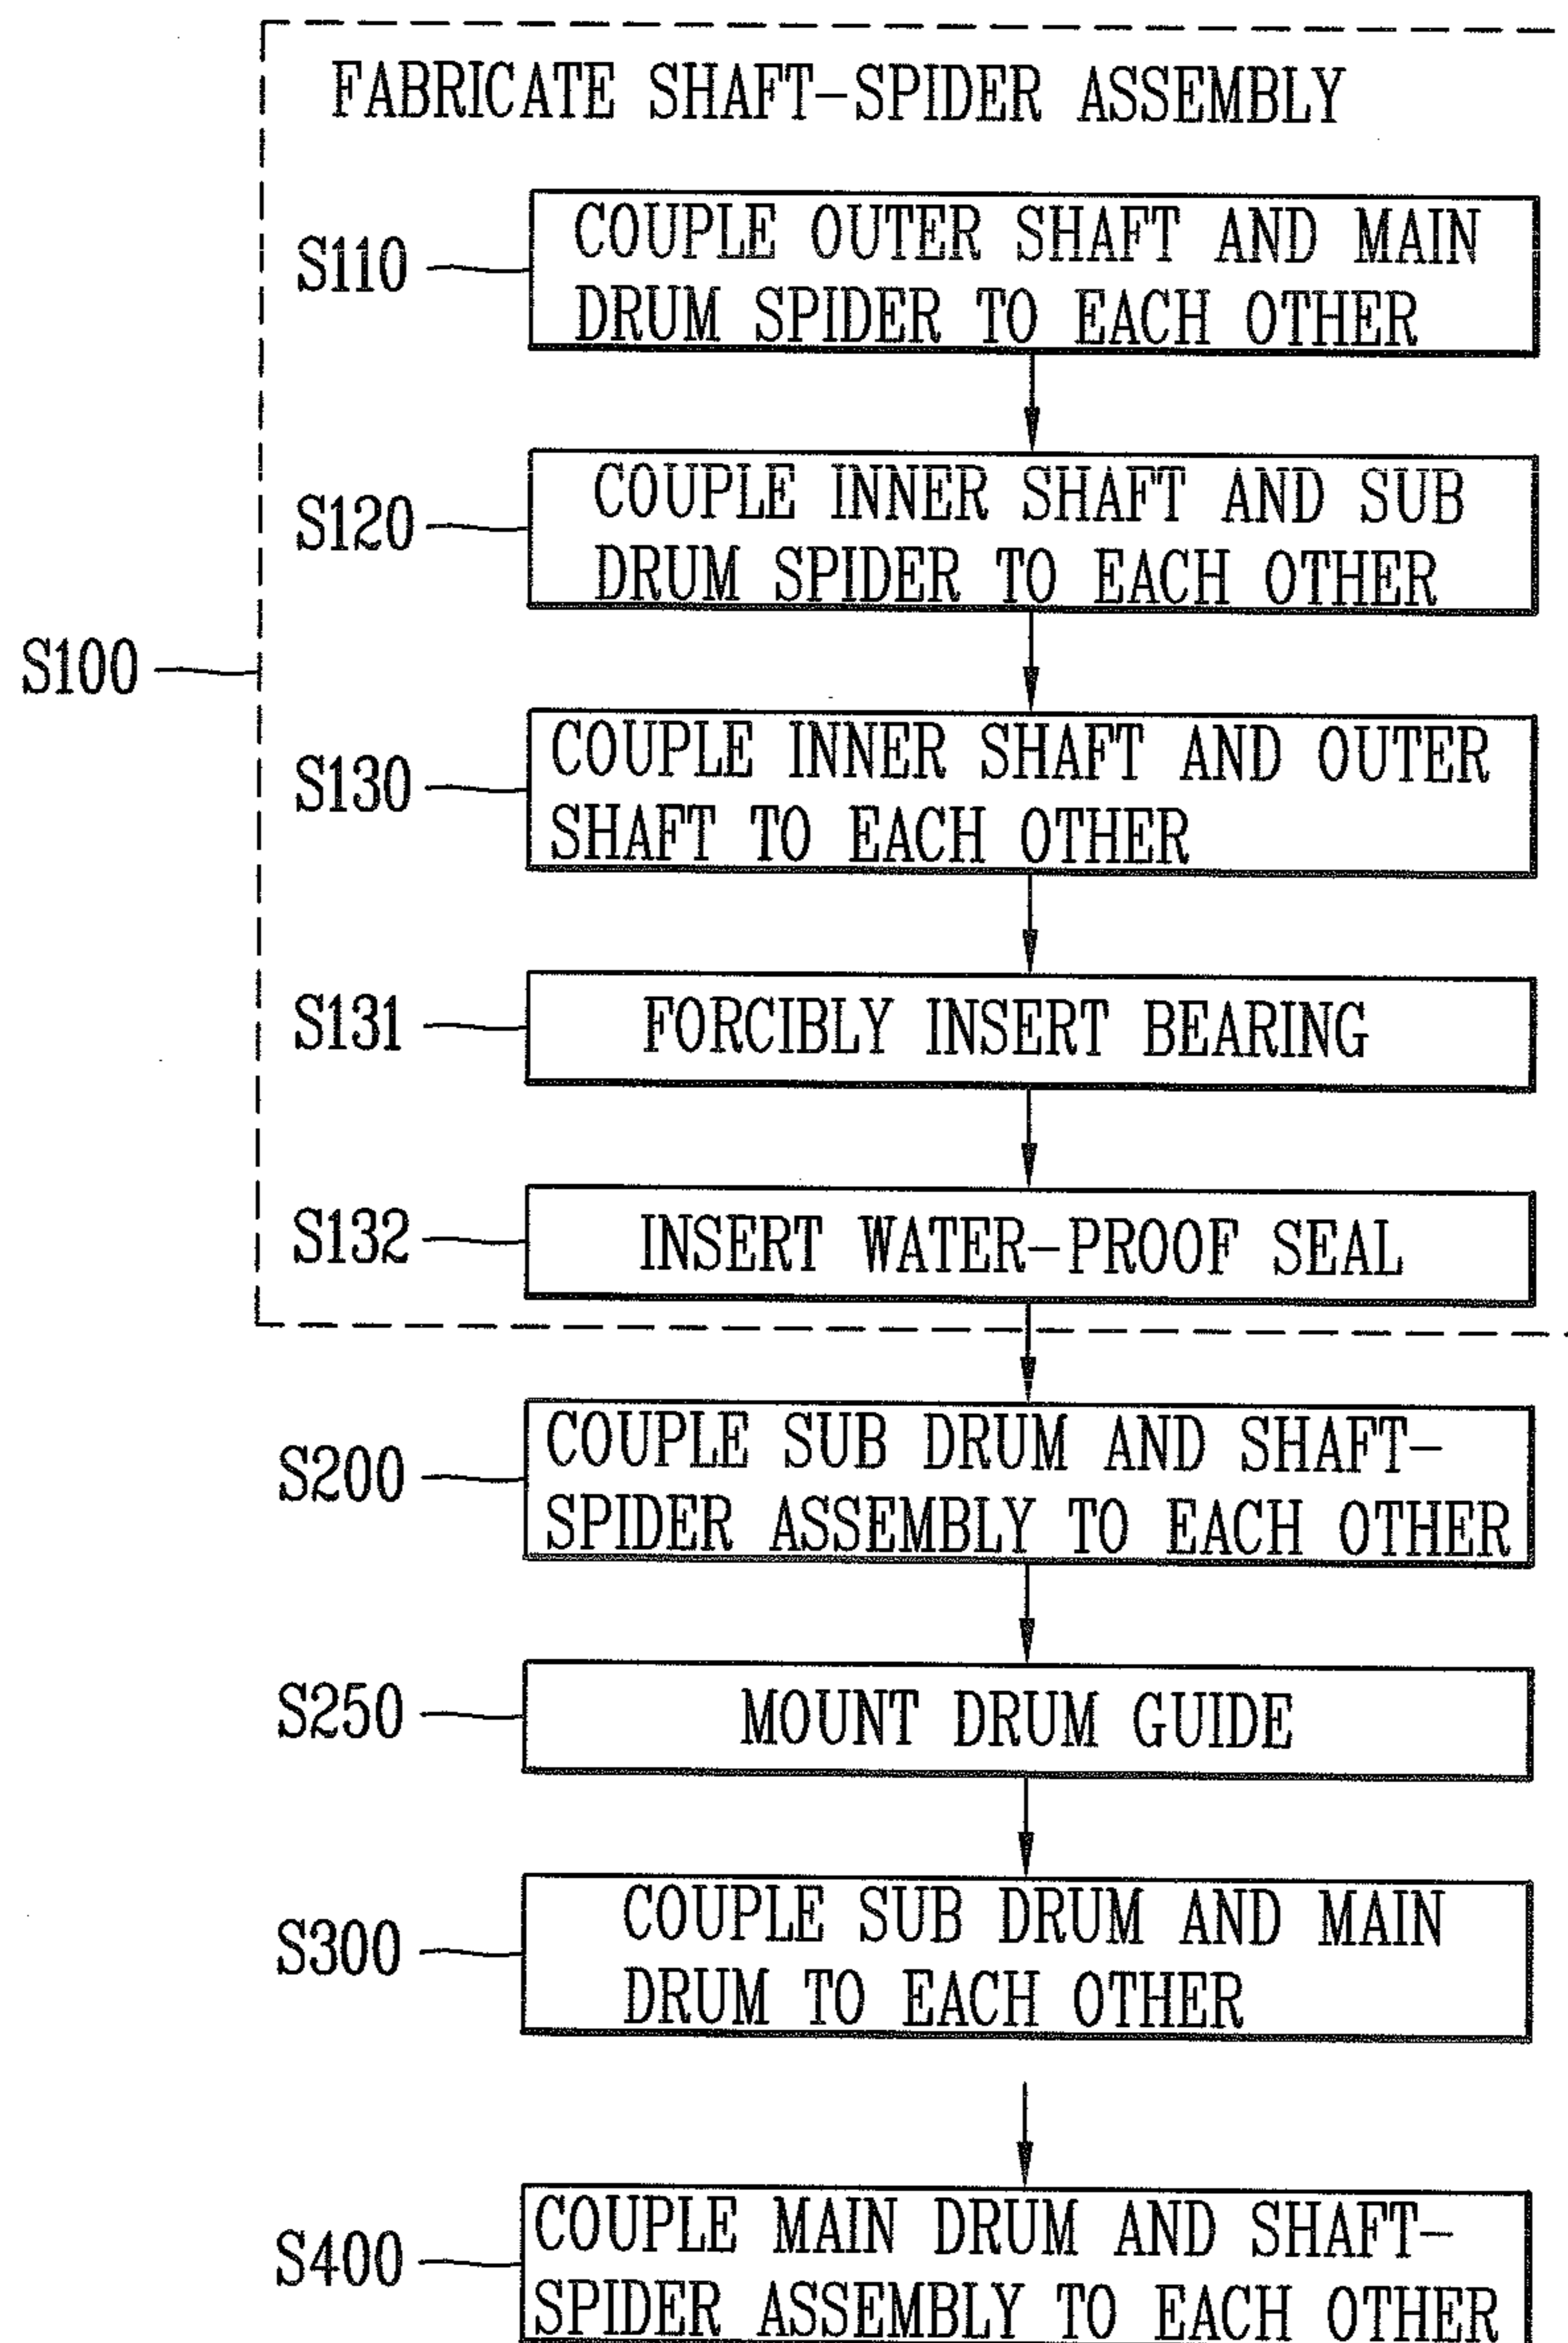 FABRICATE SHAFT-SPIDER ASSEMBLY
S110
COUPLE OUTER SHAFT AND MAIN
DRUM SPIDER TO EACH OTHER
S120
COUPLE INNER SHAFT AND SUB
DRUM SPIDER TO EACH OTHER
S100
S130
COUPLE INNER SHAFT AND OUTER
SHAFT TO EACH OTHER
S131
FORCIBLY INSERT BEARING
S132
INSERT WATER-PROOF SEAL
S200
COUPLE SUB DRUM AND SHAFT-
SPIDER ASSEMBLY TO EACH OTHER
S250
MOUNT DRUM GUIDE
S300
COUPLE SUB DRUM AND MAIN
DRUM TO EACH OTHER
S400
COUPLE MAIN DRUM AND SHAFT-
SPIDER ASSEMBLY TO EACH OTHER